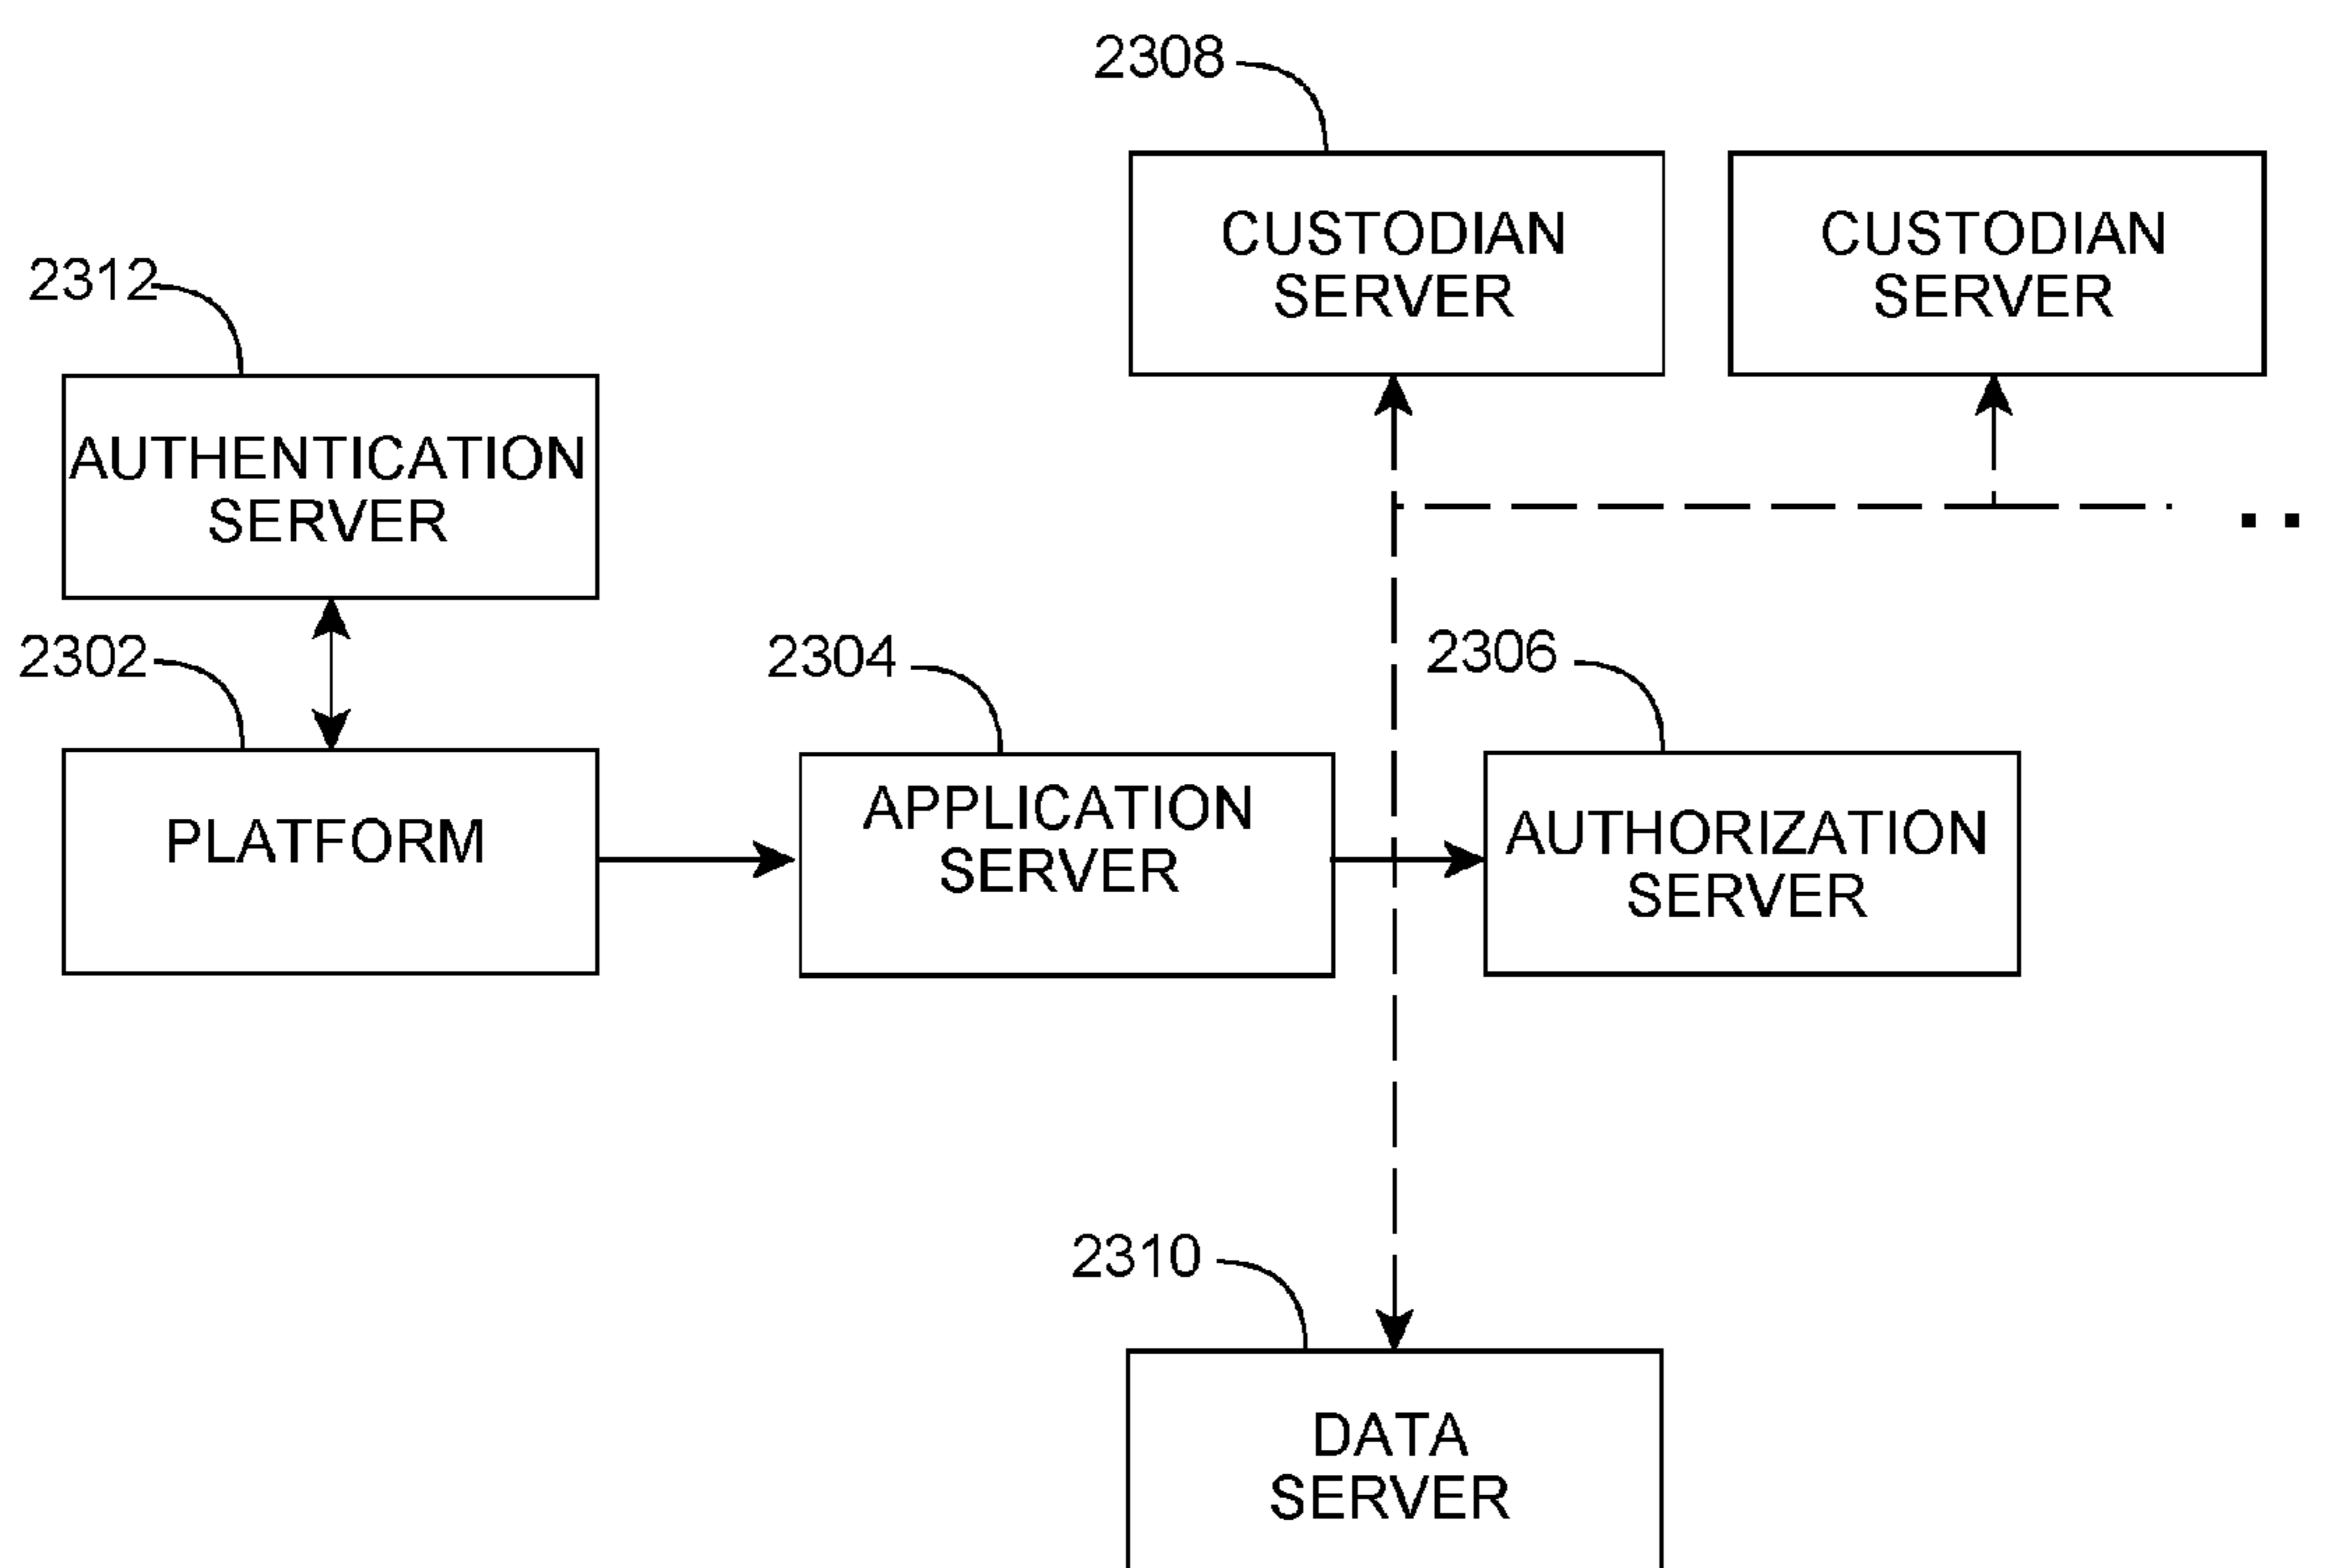 2308
CUSTODIAN
SERVER
CUSTODIAN
SERVER
2312
AUTHENTICATION
SERVER
2302
PLATFORM
2304
APPLICATION
SERVER
2306
AUTHORIZATION
SERVER
..
2310
DATA
SERVER